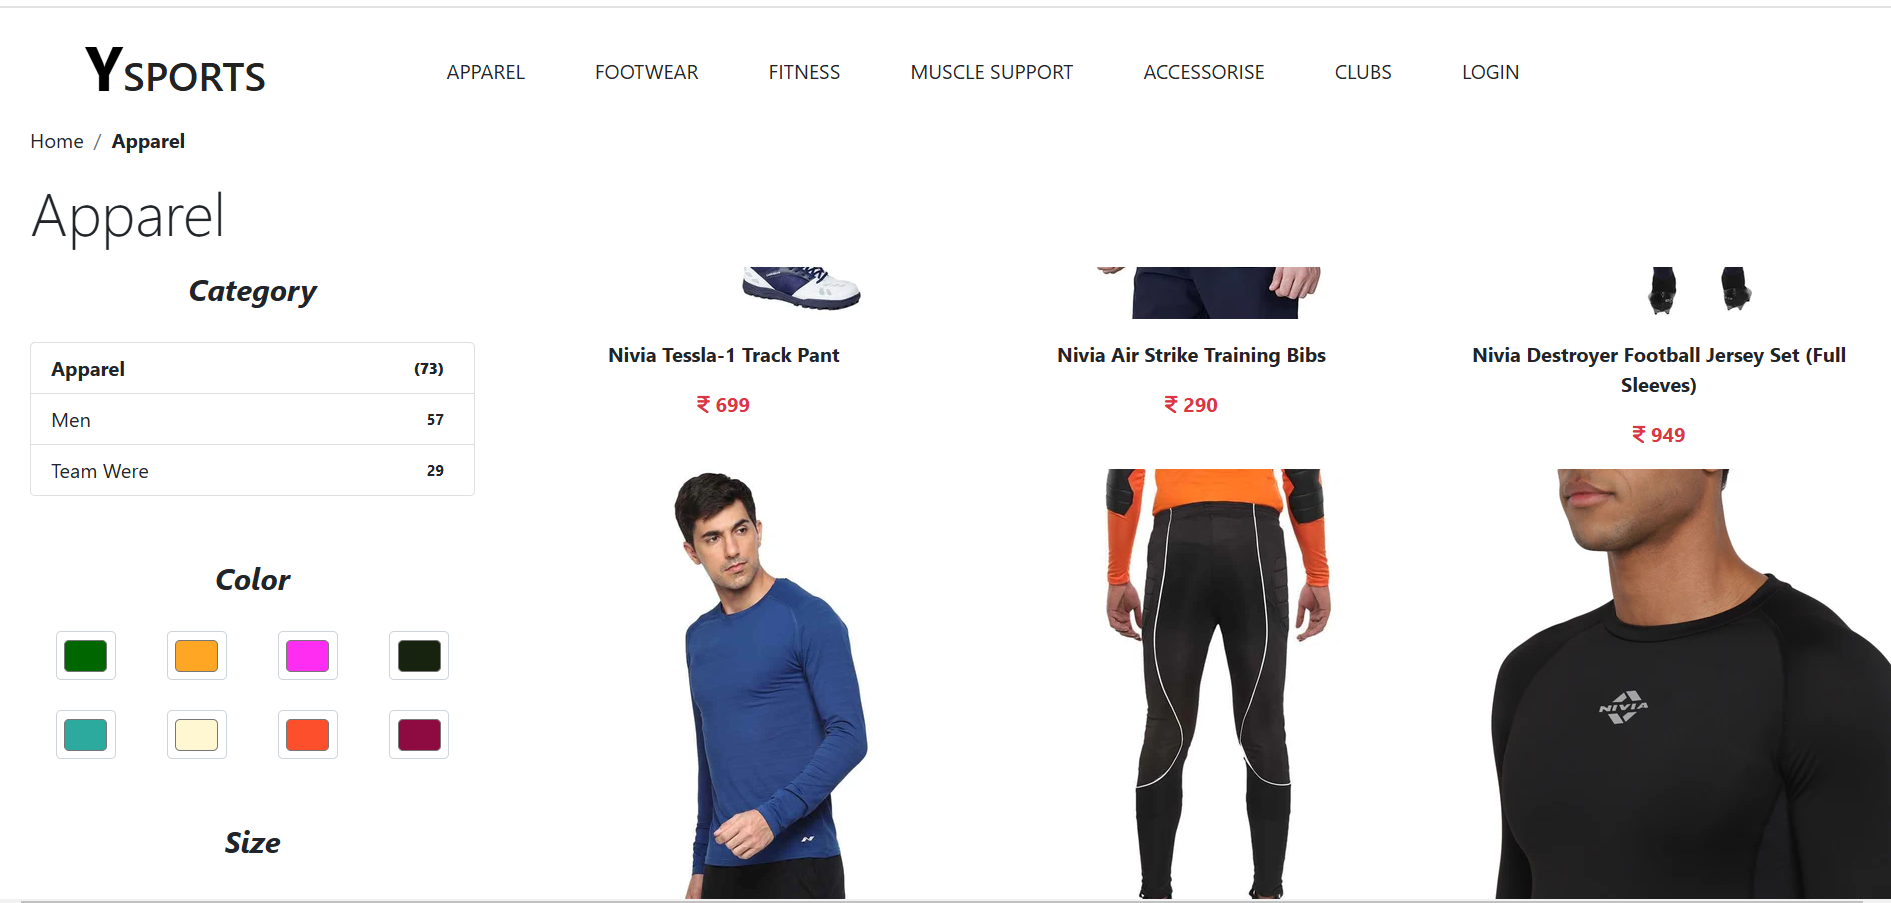 YSPORTS
APPAREL FOOTWEAR FITNESS MUSCLE SUPPORT ACCESSORISE CLUBS LOGIN
Home / Apparel
Apparel
Category
Apparel (73)
Men 57
Team Were 29
Color
Size
Nivia Tessla-1 Track Pant
₹ 699
Nivia Air Strike Training Bibs
₹ 290
Nivia Destroyer Football Jersey Set (Full
Sleeves)
₹ 949
NIVIA